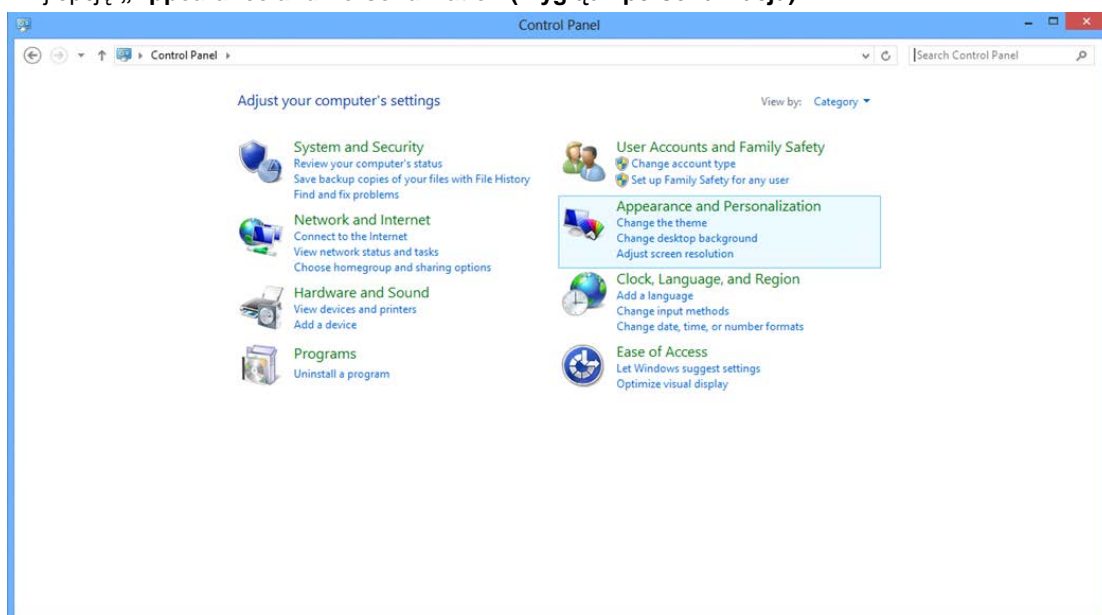 Control Panel
Control Panel
Search Control Panel
Adjust your computer's settings
View by: Category
System and Security
Review your computer's status
Save backup copies of your files with File History
Find and fix problems
Network and Internet
Connect to the Internet
View network status and tasks
Choose homegroup and sharing options
Hardware and Sound
View devices and printers
Add a device
Programs
Uninstall a program
User Accounts and Family Safety
Change account type
Set up Family Safety for any user
Appearance and Personalization
Change the theme
Change desktop background
Adjust screen resolution
Clock, Language, and Region
Add a language
Change input methods
Change date, time, or number formats
Ease of Access
Let Windows suggest settings
Optimize visual display